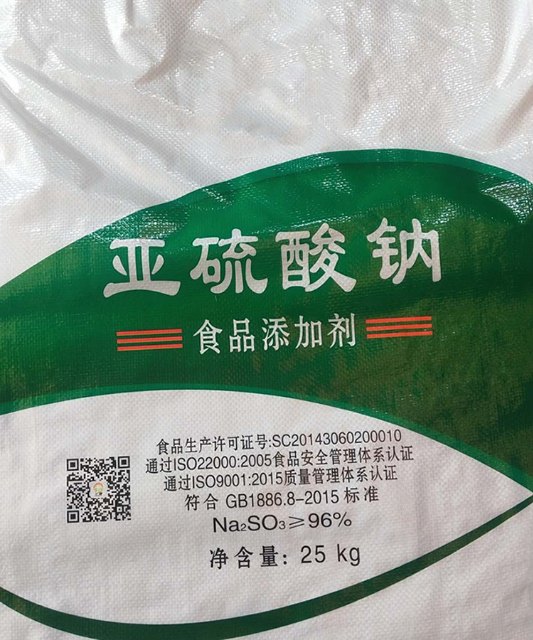 亚硫酸钠
食品添加剂
食品生产许可证号:SC20143060200010
通过ISO22000:2005食品安全管理体系认证
通过ISO9001:2015质量管理体系认证
符合 GB1886.8-2015 标准
Na₂SO₃≥96%
净含量: 25 kg